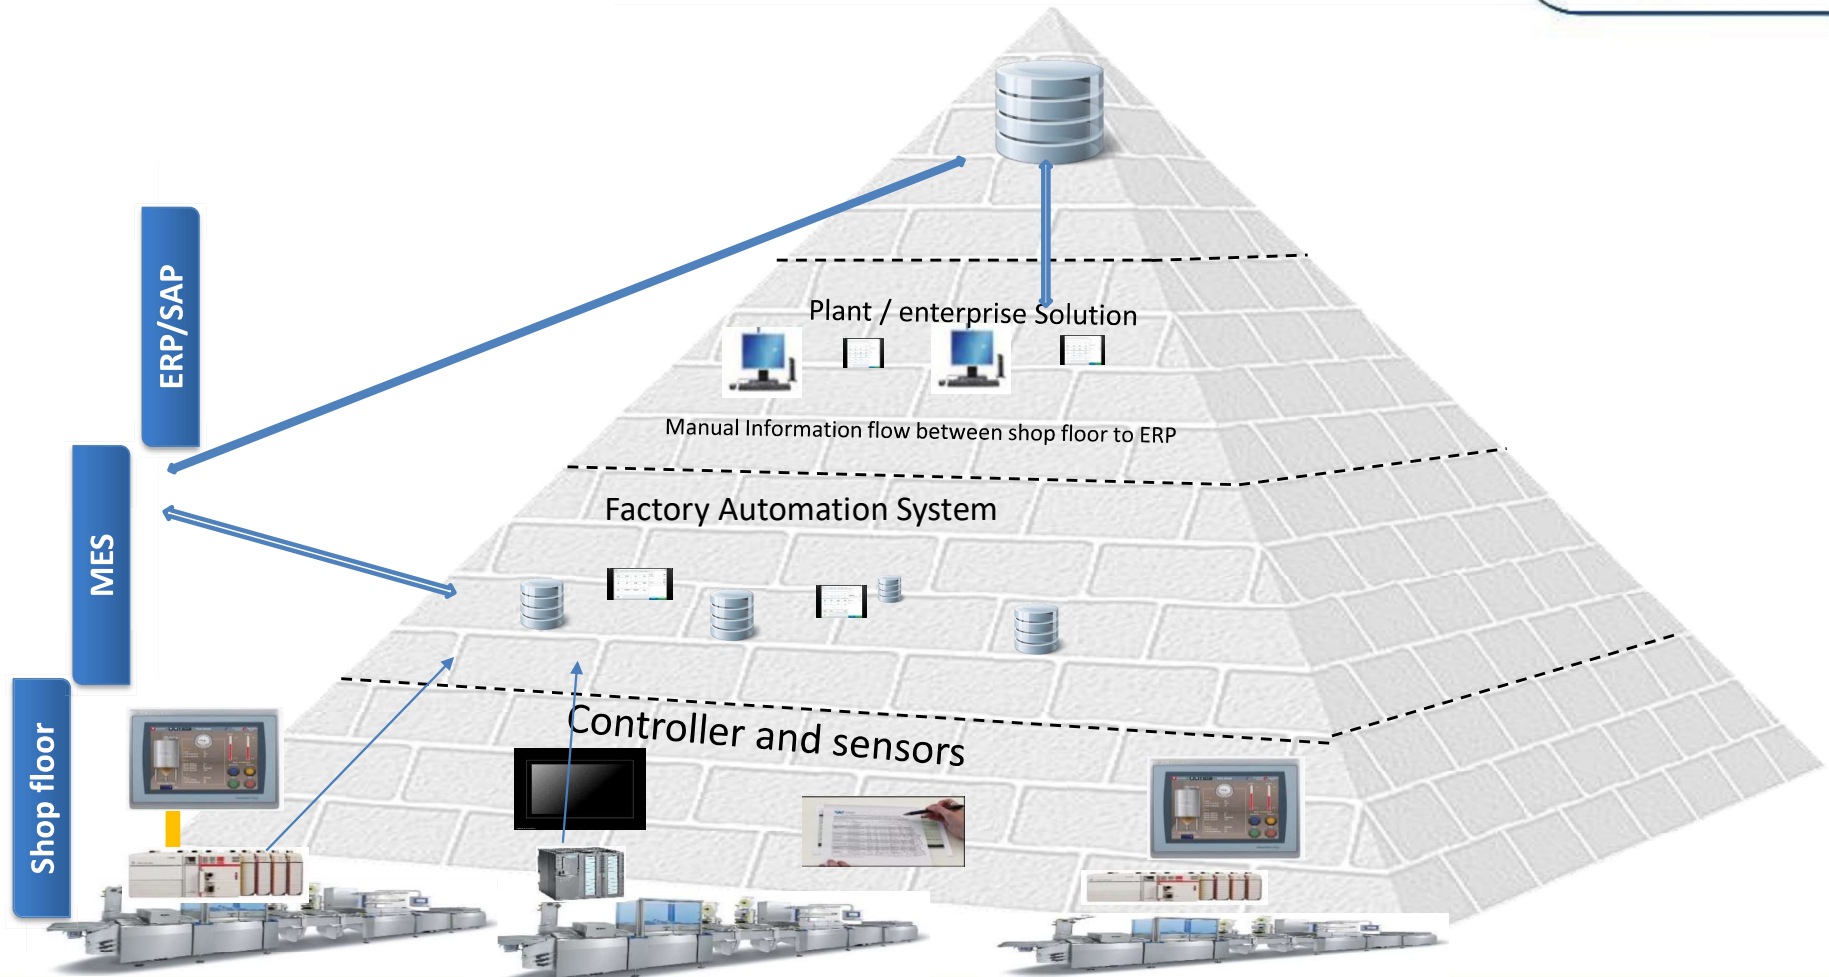 ERP/SAP
Plant / enterprise Solution
Manual Information flow between shop floor to ERP
MES
Factory Automation System
Shop floor
Controller and sensors